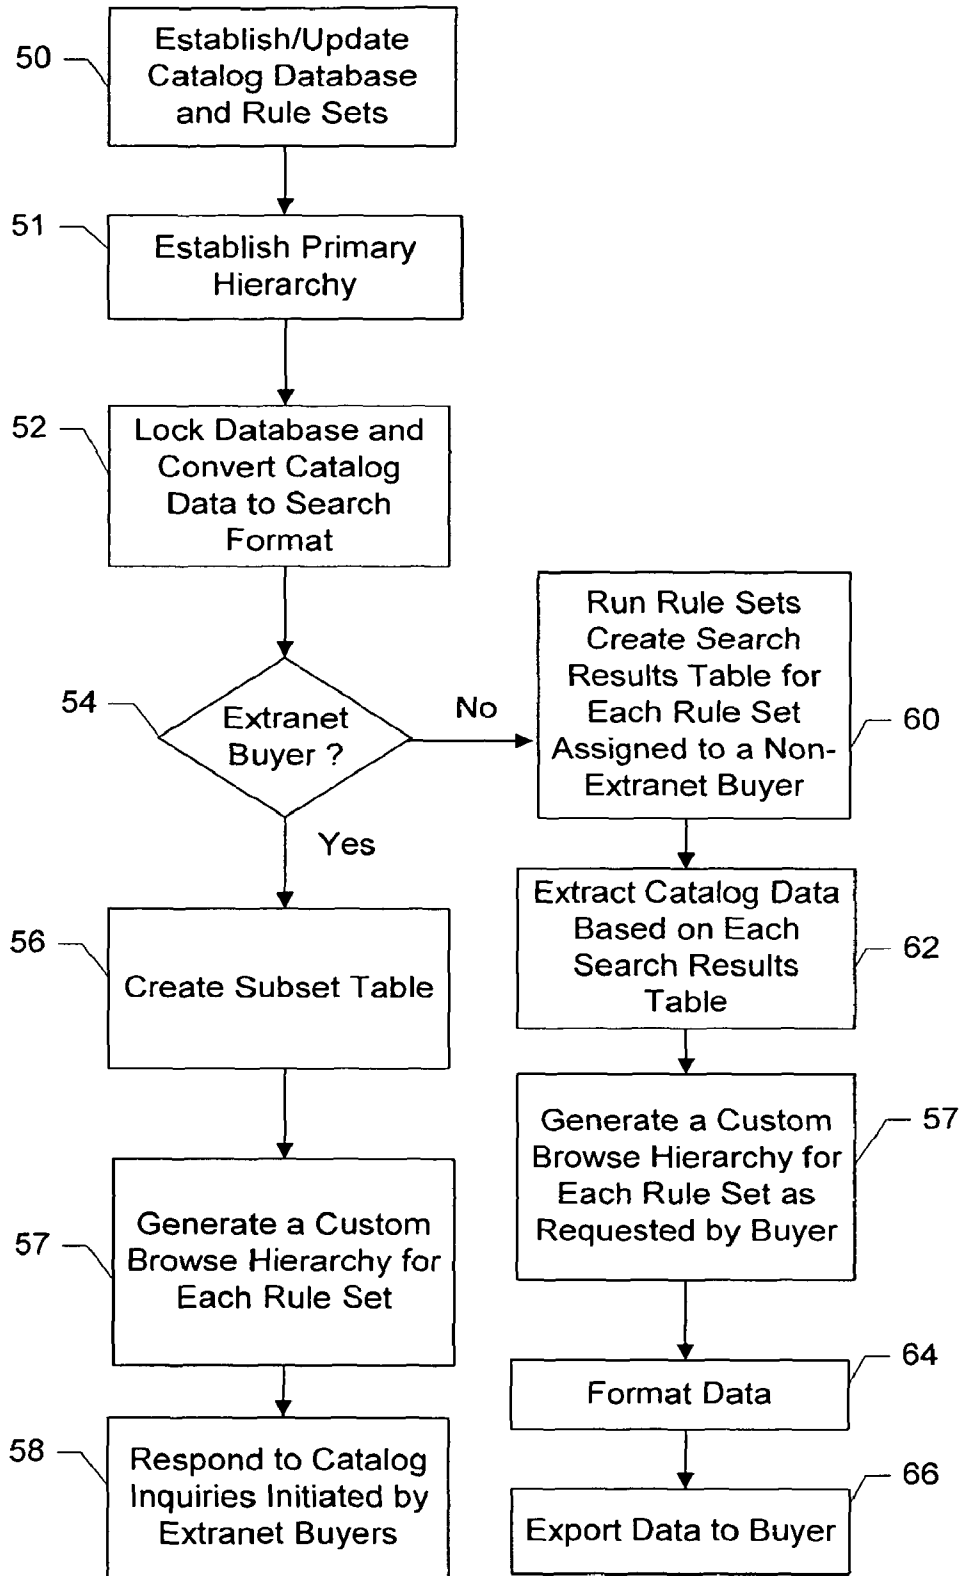 50
Establish/Update
Catalog Database
and Rule Sets
51
Establish Primary
Hierarchy
52
Lock Database and
Convert Catalog
Data to Search
Format
54
Extranet
Buyer ?
No
Yes
Run Rule Sets
Create Search
Results Table for
Each Rule Set
Assigned to a Non-
Extranet Buyer
60
Extract Catalog Data
Based on Each
Search Results
Table
62
56
Create Subset Table
Generate a Custom
Browse Hierarchy for
Each Rule Set as
Requested by Buyer
57
57
Generate a Custom
Browse Hierarchy for
Each Rule Set
64
Format Data
58
Respond to Catalog
Inquiries Initiated by
Extranet Buyers
66
Export Data to Buyer